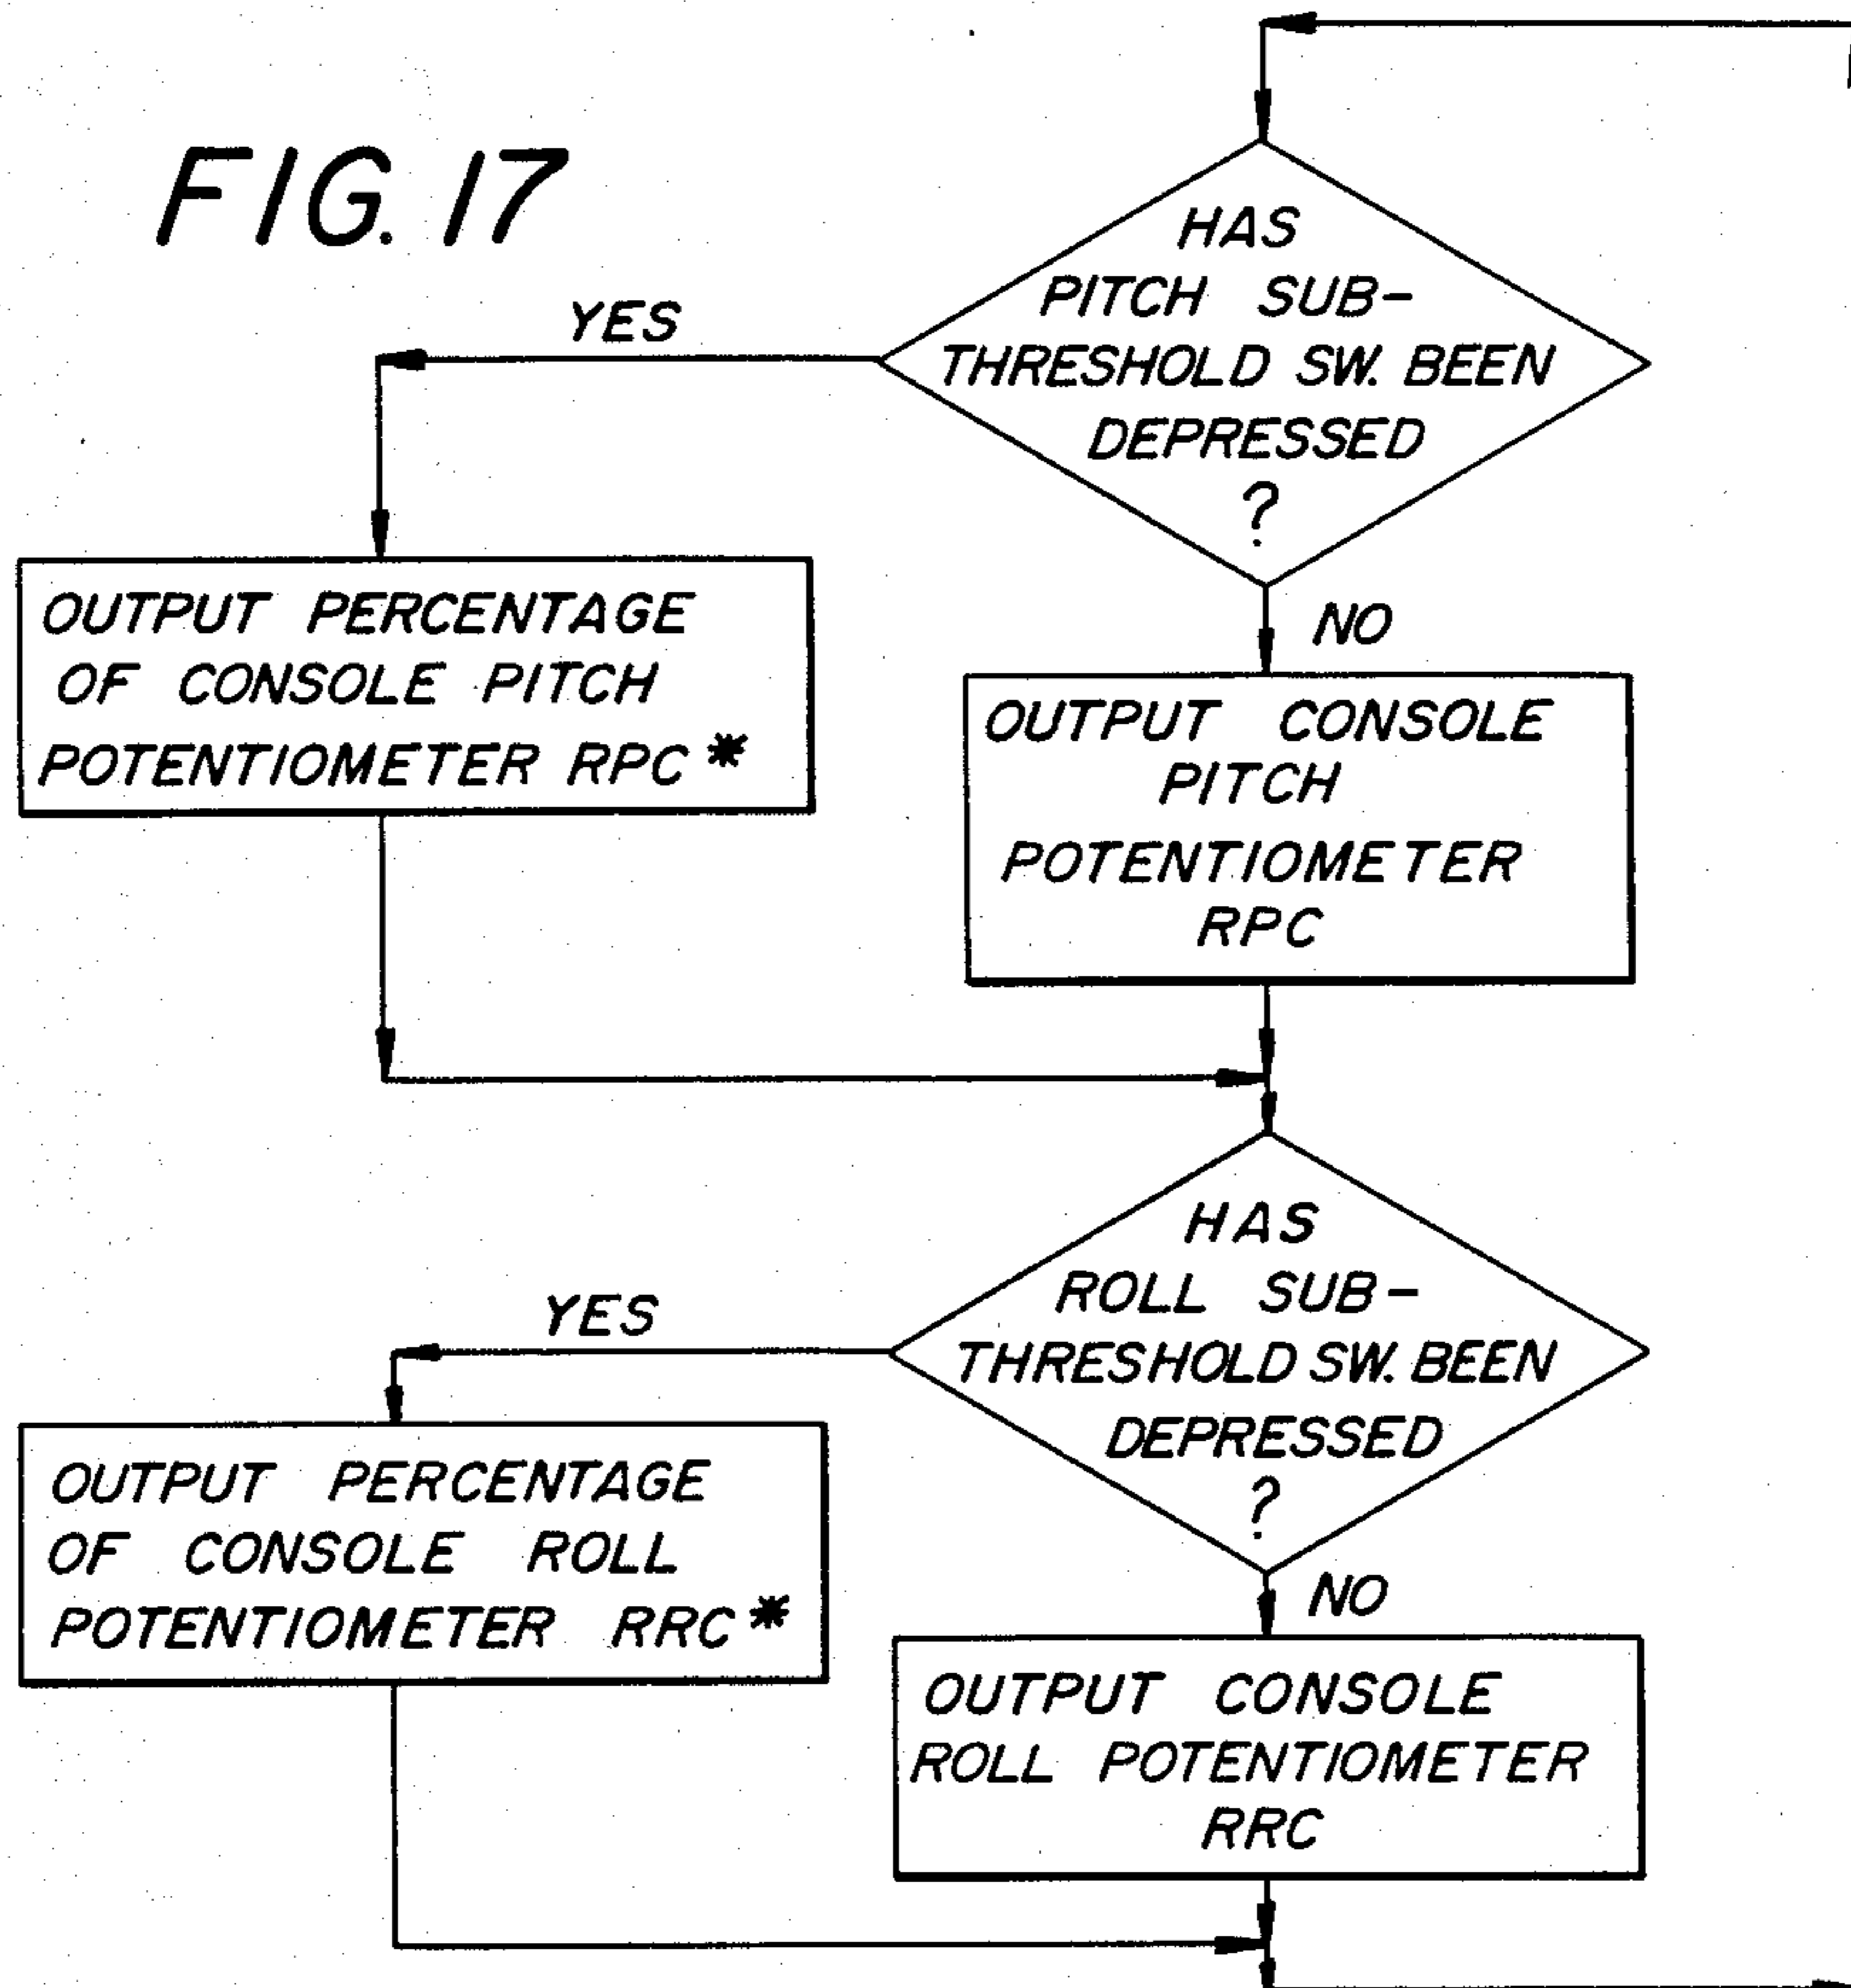 FIG. 17
HAS
PITCH SUB-
THRESHOLD SW. BEEN
DEPRESSED
?
YES
NO
OUTPUT PERCENTAGE
OF CONSOLE PITCH
POTENTIOMETER RPC*
OUTPUT CONSOLE
PITCH
POTENTIOMETER
RPC
HAS
ROLL SUB-
THRESHOLD SW. BEEN
DEPRESSED
?
YES
NO
OUTPUT PERCENTAGE
OF CONSOLE ROLL
POTENTIOMETER RRC*
OUTPUT CONSOLE
ROLL POTENTIOMETER
RRC